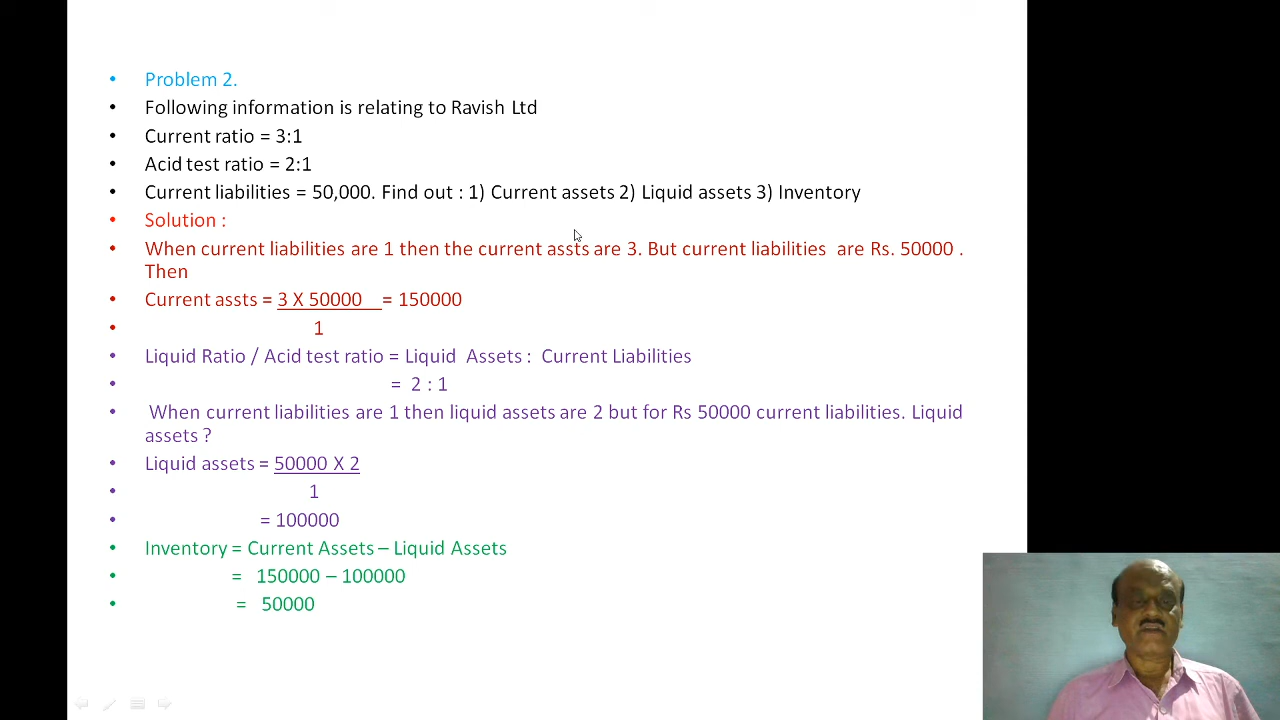 Problem 2.
Following information is relating to Ravish Ltd
Current ratio = 3:1
Acid test ratio = 2:1
Current liabilities = 50,000. Find out : 1) Current assets 2) Liquid assets 3) Inventory
Solution :
When current liabilities are 1 then the current assts are 3. But current liabilities are Rs. 50000 .
Then
Current assts = 3 X 50000 = 150000
1
Liquid Ratio / Acid test ratio = Liquid Assets : Current Liabilities
= 2 : 1
When current liabilities are 1 then liquid assets are 2 but for Rs 50000 current liabilities. Liquid
assets ?
Liquid assets = 50000 X 2
1
= 100000
Inventory = Current Assets – Liquid Assets
= 150000 – 100000
= 50000